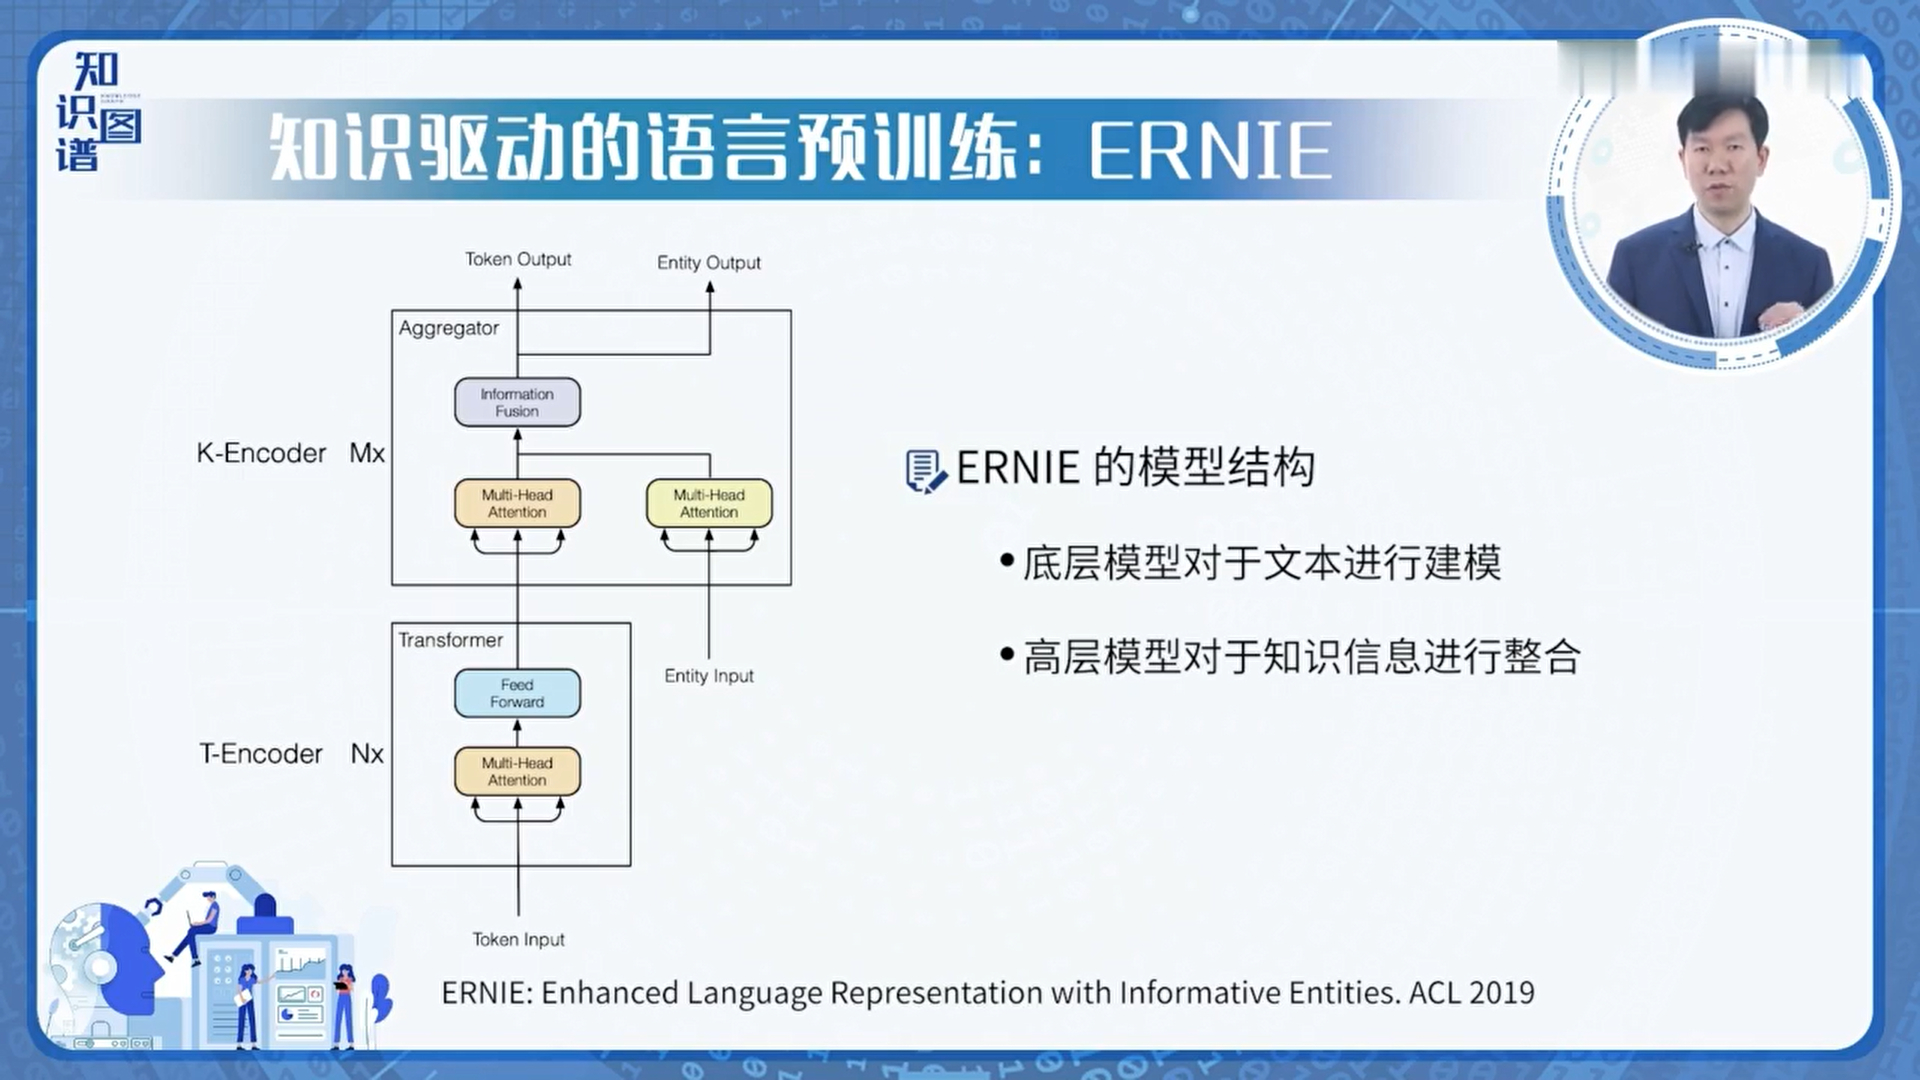 知识图谱
知识驱动的语言预训练：ERNIE
Token Output
Entity Output
Aggregator
Information
Fusion
K-Encoder Mx
Multi-Head
Attention
Multi-Head
Attention
Transformer
Feed
Forward
Entity Input
T-Encoder Nx
Multi-Head
Attention
Token Input
ERNIE 的模型结构
•底层模型对于文本进行建模
•高层模型对于知识信息进行整合
ERNIE: Enhanced Language Representation with Informative Entities. ACL 2019